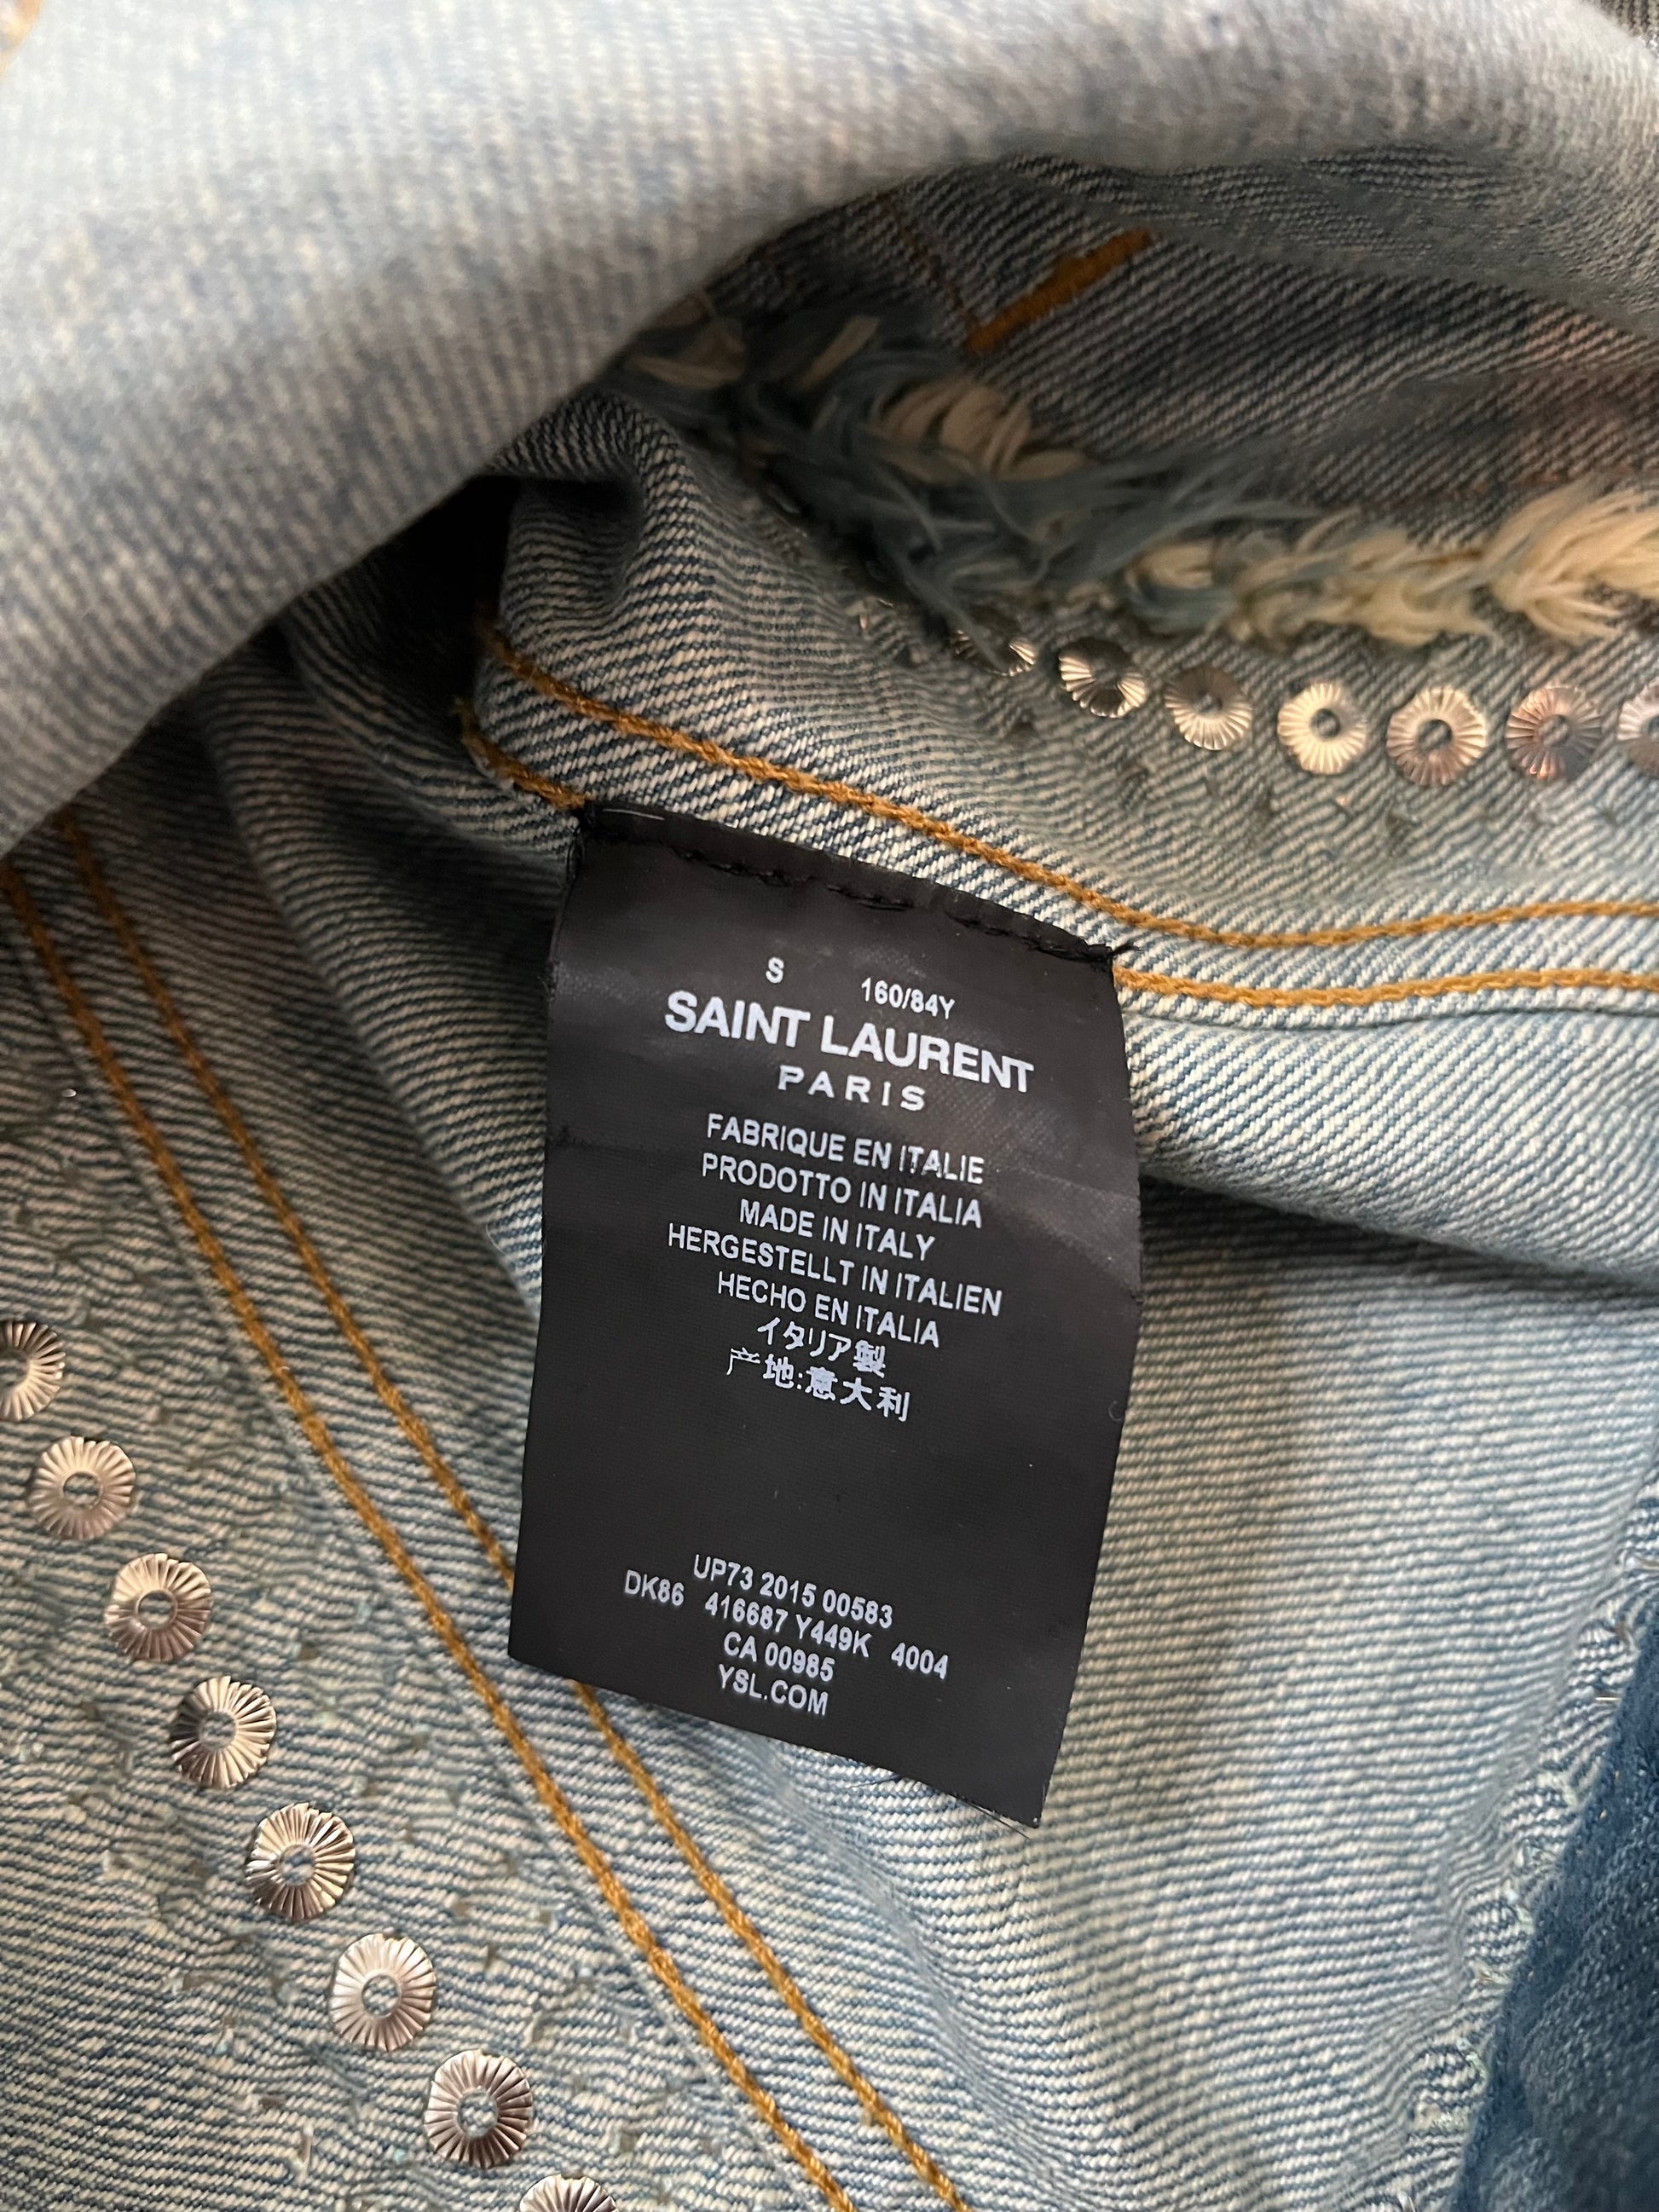 S 160/84Y
SAINT LAURENT
PARIS
FABRIQUE EN ITALIE
PRODOTTO IN ITALIA
MADE IN ITALY
HERGESTELLT IN ITALIEN
HECHO EN ITALIA
イタリア製
产地:意大利
UP73 2015 00583
DK86 416687 Y449K 4004
CA 00985
YSL.COM